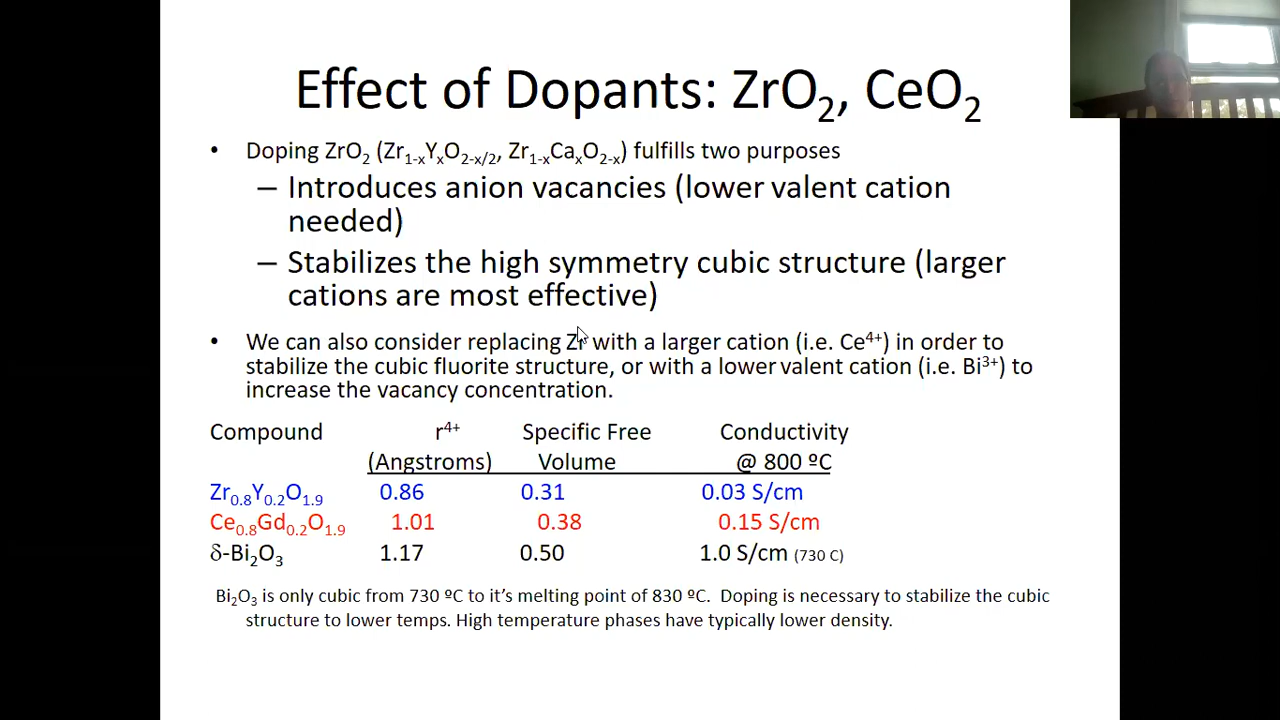 Effect of Dopants: ZrO₂, CeO₂
• Doping ZrO₂ (Zr₁₋ₓYₓO₂₋ₓ/₂, Zr₁₋ₓCaₓO₂₋ₓ) fulfills two purposes
– Introduces anion vacancies (lower valent cation
needed)
– Stabilizes the high symmetry cubic structure (larger
cations are most effective)
• We can also consider replacing Zr with a larger cation (i.e. Ce⁴⁺) in order to
stabilize the cubic fluorite structure, or with a lower valent cation (i.e. Bi³⁺) to
increase the vacancy concentration.
Compound r⁴⁺ Specific Free Conductivity
(Angstroms) Volume @ 800 ºC
Zr₀.₈Y₀.₂O₁.₉ 0.86 0.31 0.03 S/cm
Ce₀.₈Gd₀.₂O₁.₉ 1.01 0.38 0.15 S/cm
δ-Bi₂O₃ 1.17 0.50 1.0 S/cm (730 C)
Bi₂O₃ is only cubic from 730 ºC to it's melting point of 830 ºC. Doping is necessary to stabilize the cubic
structure to lower temps. High temperature phases have typically lower density.